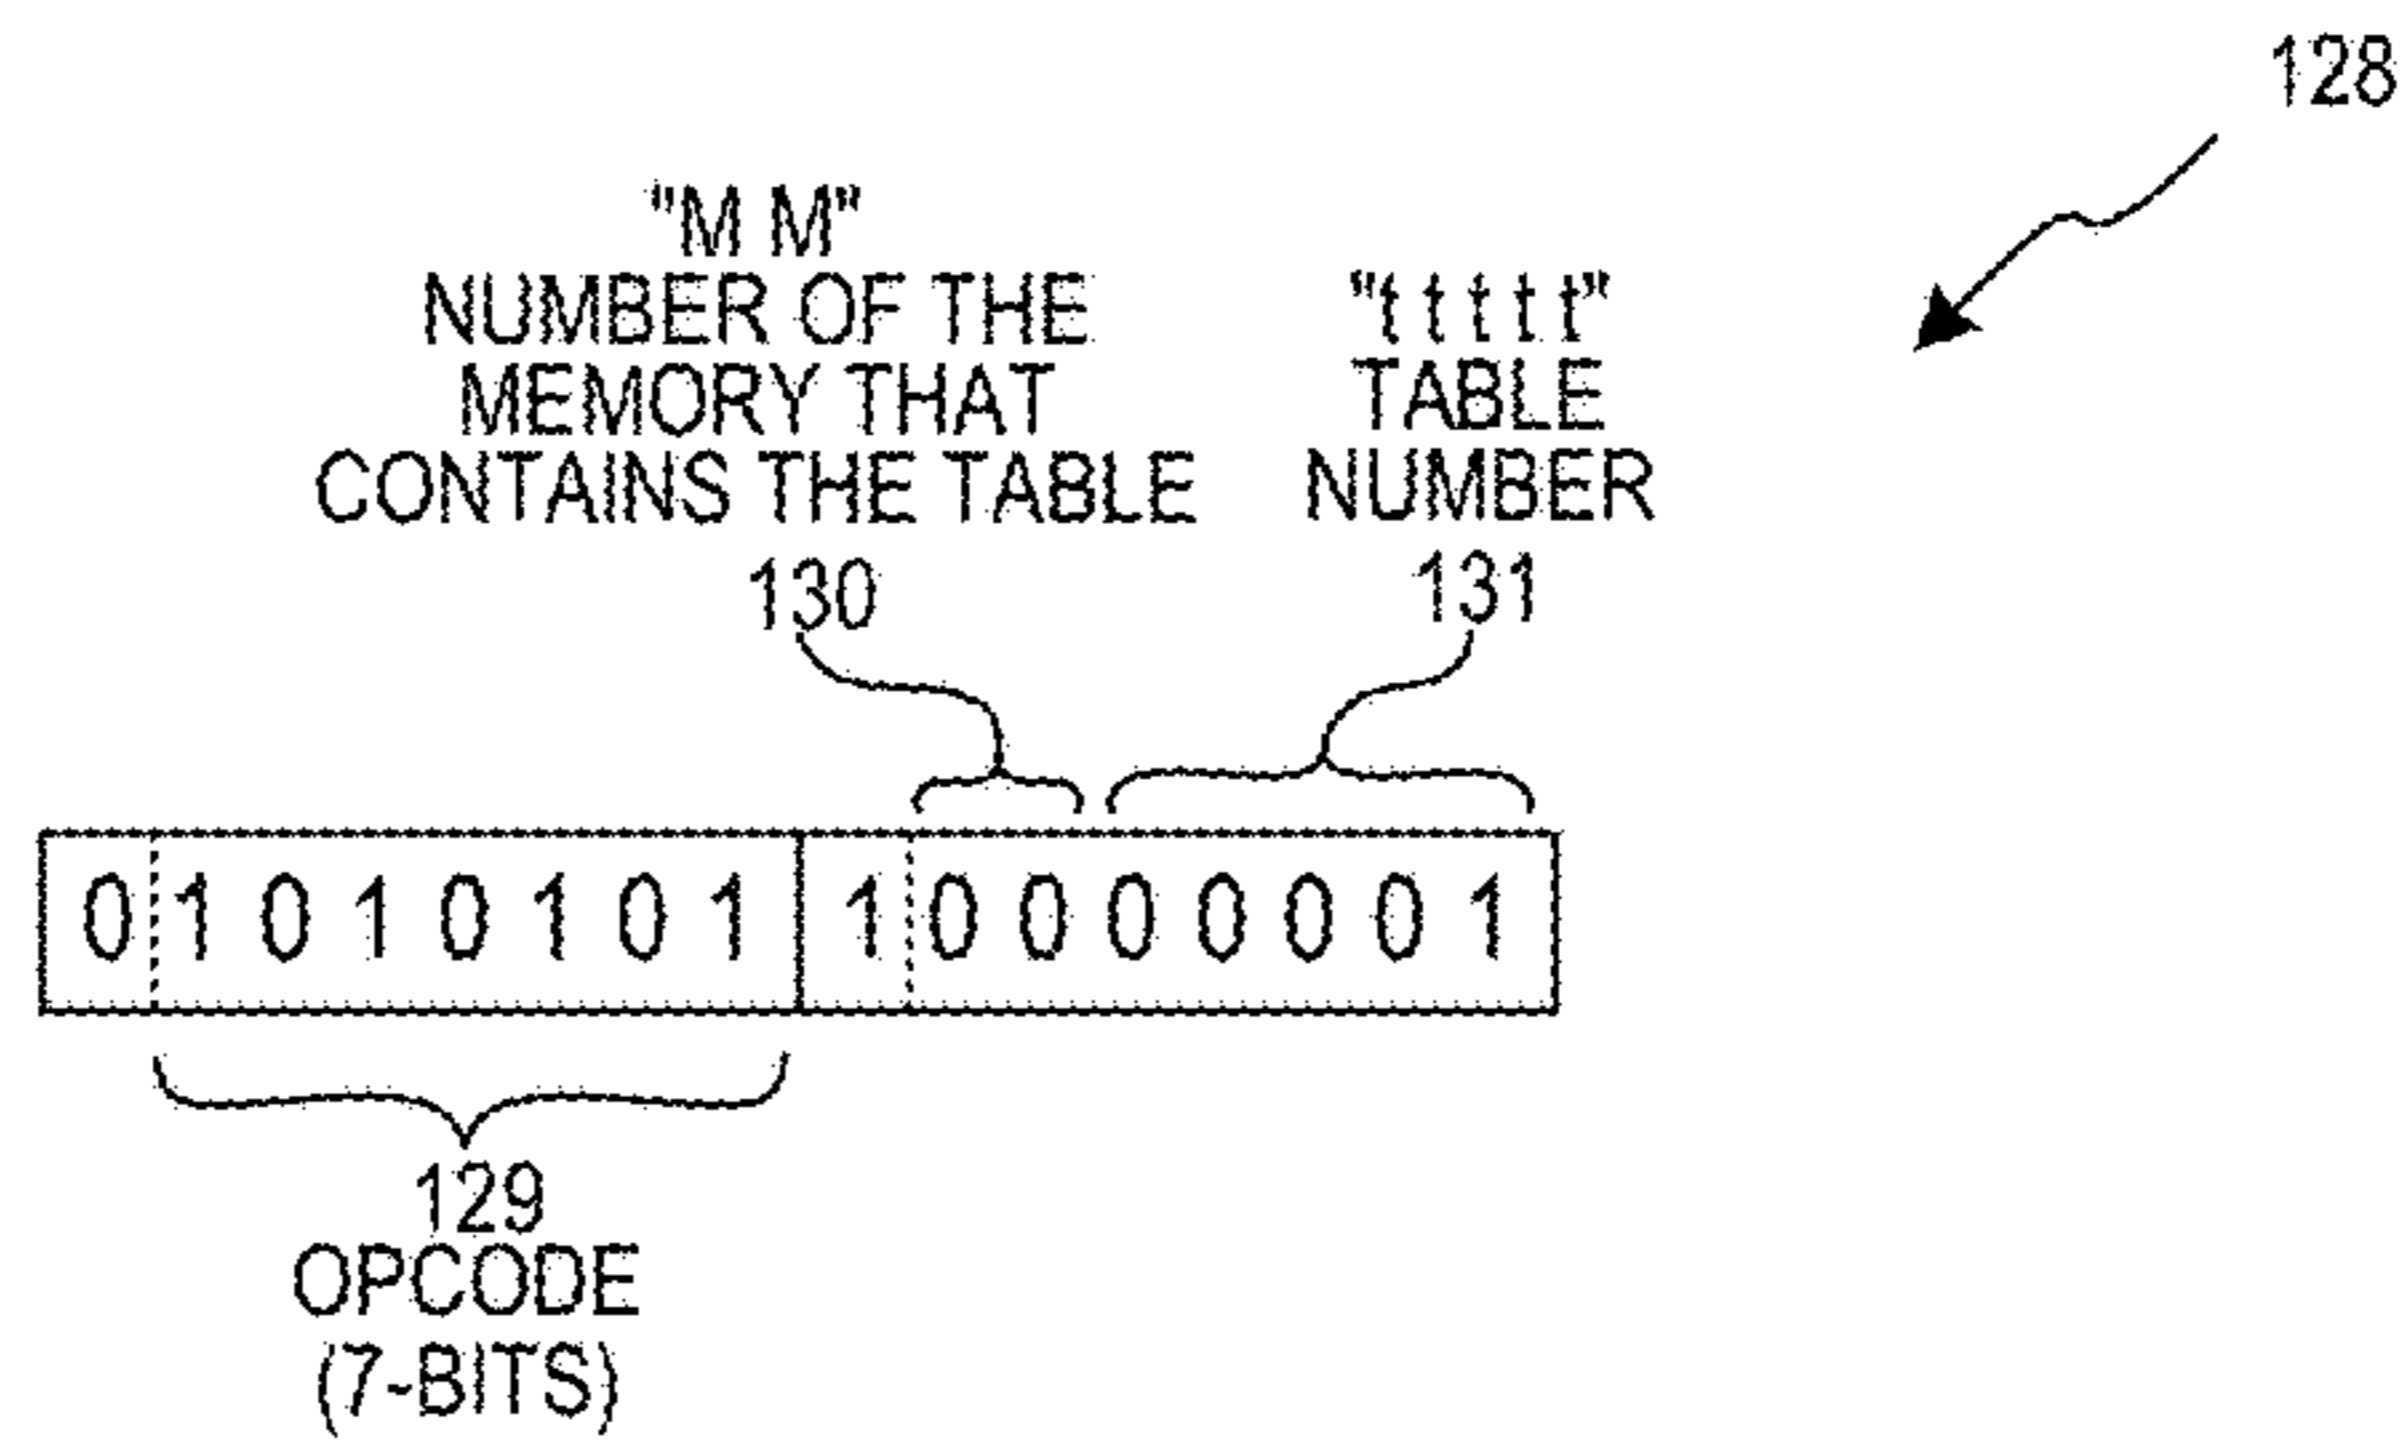 128
"M M"
NUMBER OF THE
MEMORY THAT
CONTAINS THE TABLE
130
"t t t t t"
TABLE
NUMBER
131
0 1 0 1 0 1 0 1 1 0 0 0 0 0 0 1
129
OPCODE
(7-BITS)